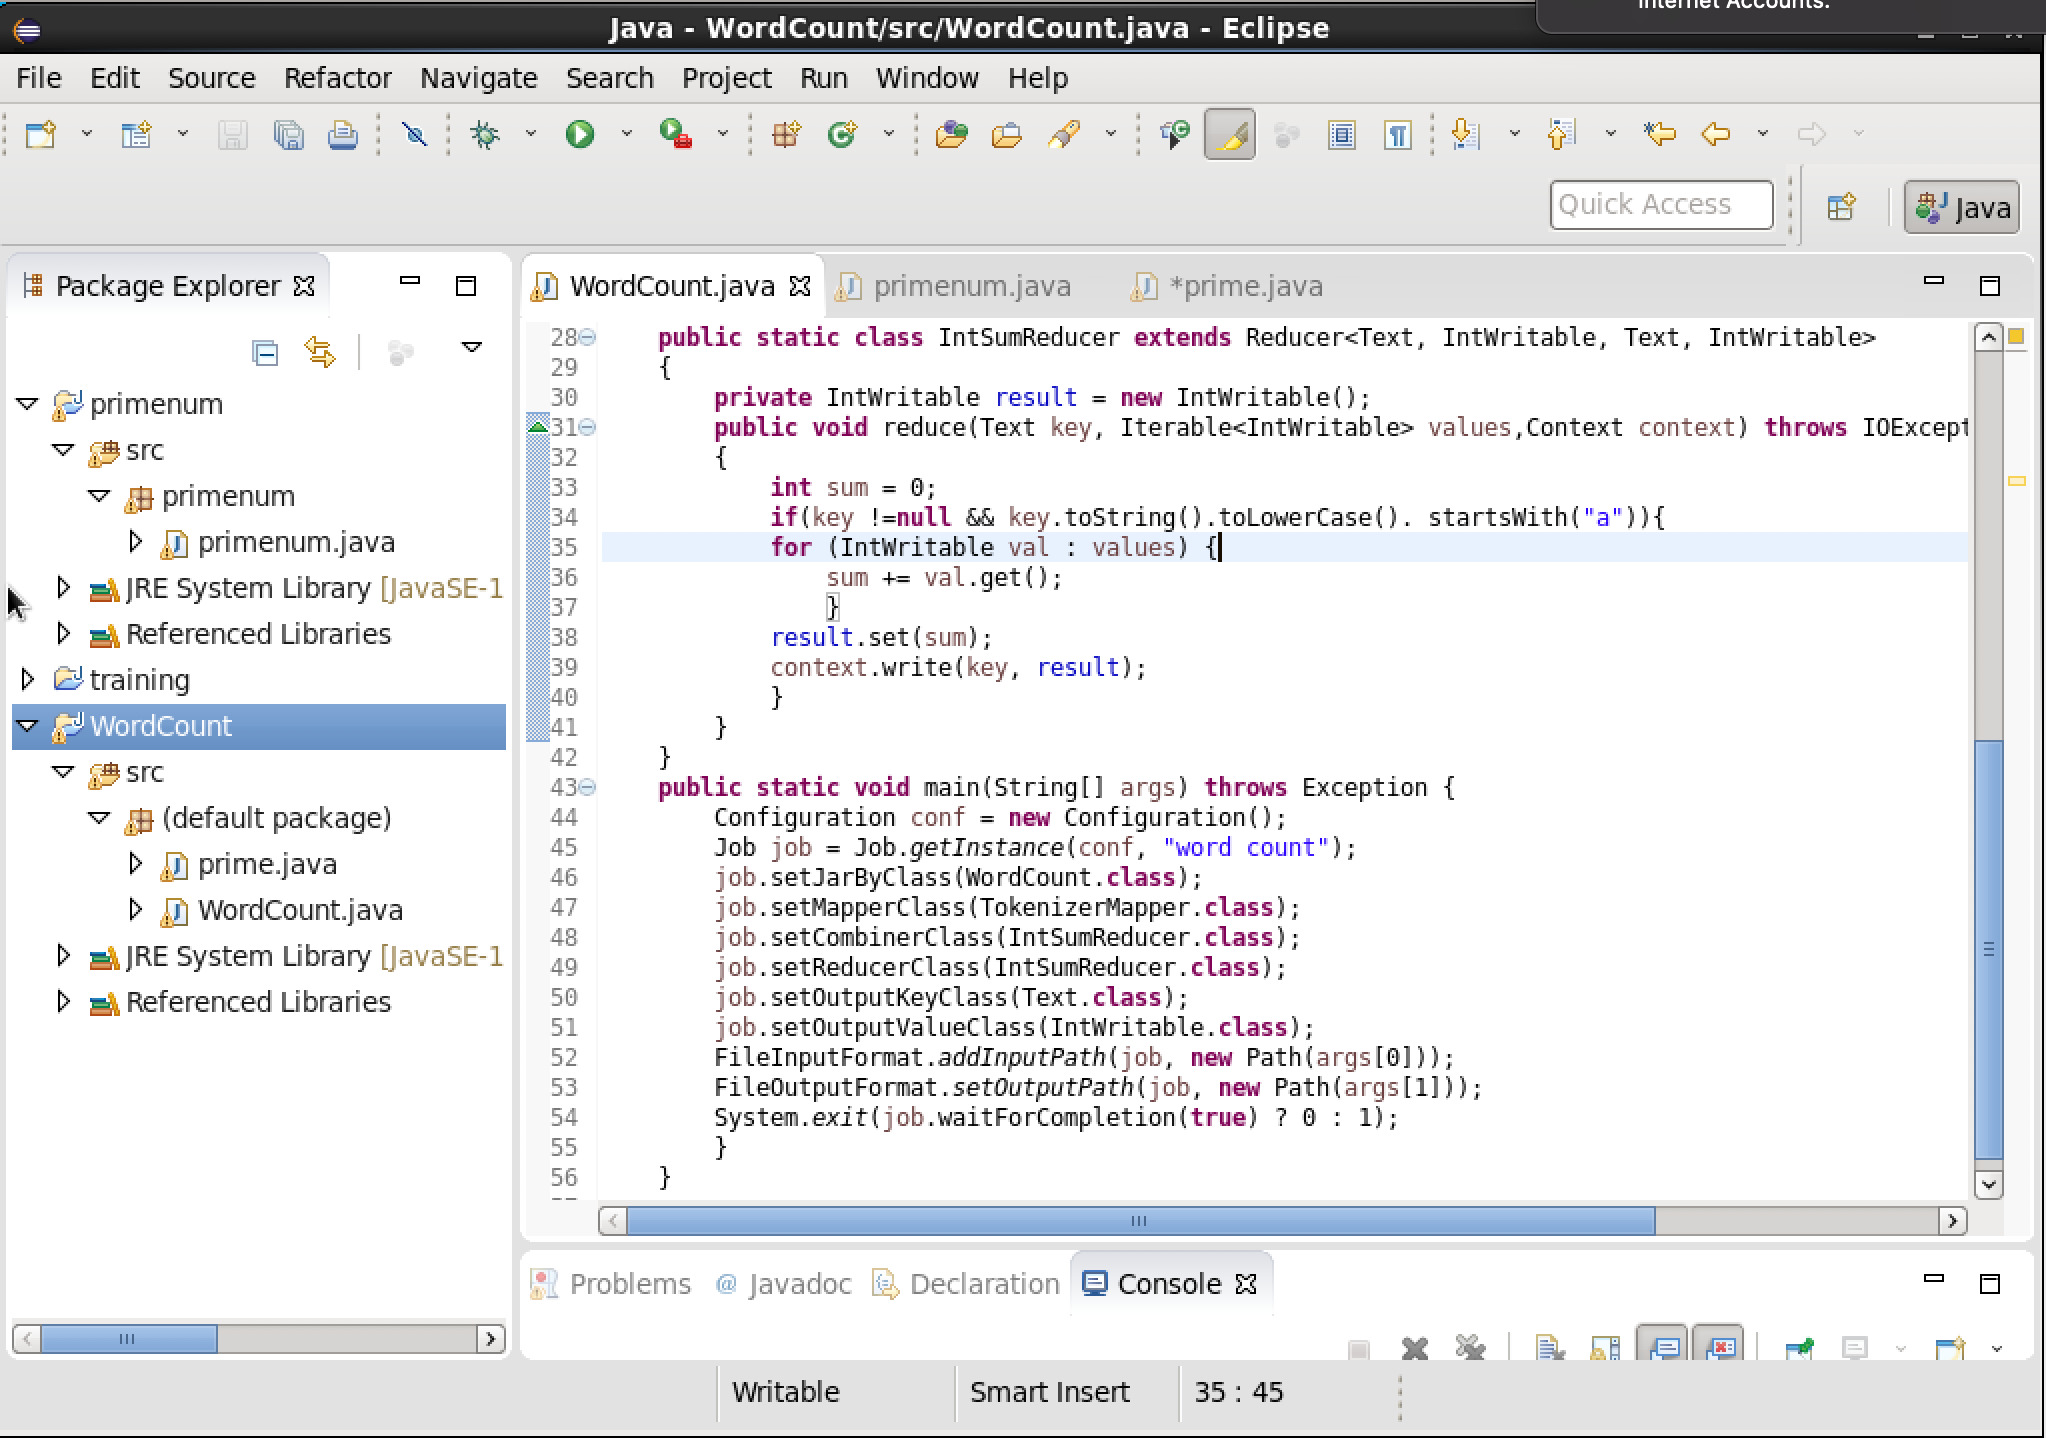 Internet Accounts.
Java - WordCount/src/WordCount.java - Eclipse
File Edit Source Refactor Navigate Search Project Run Window Help
Quick Access
Java
Package Explorer
primenum
src
primenum
primenum.java
JRE System Library [JavaSE-1
Referenced Libraries
training
WordCount
src
(default package)
prime.java
WordCount.java
JRE System Library [JavaSE-1
Referenced Libraries
WordCount.java primenum.java *prime.java
28 public static class IntSumReducer extends Reducer<Text, IntWritable, Text, IntWritable>
29 {
30 private IntWritable result = new IntWritable();
31 public void reduce(Text key, Iterable<IntWritable> values,Context context) throws IOExcept
32 {
33 int sum = 0;
34 if(key !=null && key.toString().toLowerCase(). startsWith("a")){
35 for (IntWritable val : values) {
36 sum += val.get();
37 }
38 result.set(sum);
39 context.write(key, result);
40 }
41 }
42 }
43 public static void main(String[] args) throws Exception {
44 Configuration conf = new Configuration();
45 Job job = Job.getInstance(conf, "word count");
46 job.setJarByClass(WordCount.class);
47 job.setMapperClass(TokenizerMapper.class);
48 job.setCombinerClass(IntSumReducer.class);
49 job.setReducerClass(IntSumReducer.class);
50 job.setOutputKeyClass(Text.class);
51 job.setOutputValueClass(IntWritable.class);
52 FileInputFormat.addInputPath(job, new Path(args[0]));
53 FileOutputFormat.setOutputPath(job, new Path(args[1]));
54 System.exit(job.waitForCompletion(true) ? 0 : 1);
55 }
56 }
Problems @ Javadoc Declaration Console
Writable Smart Insert 35 : 45